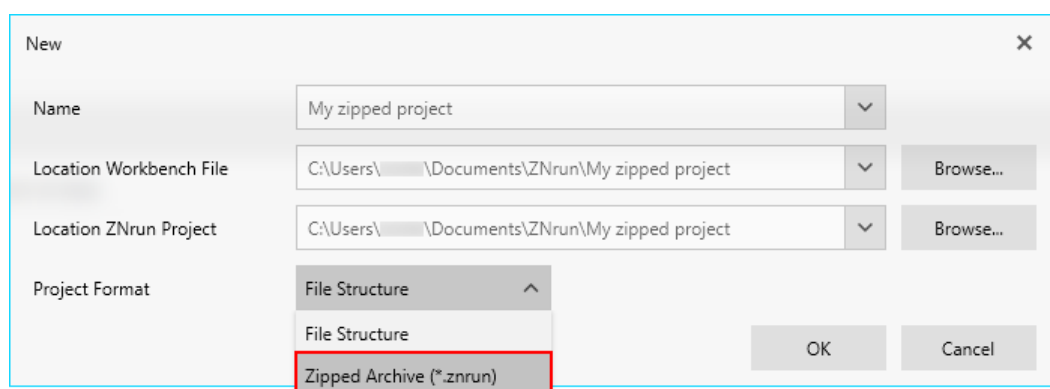 New
Name My zipped project
Location Workbench File C:\Users\ \Documents\ZNrun\My zipped project Browse...
Location ZNrun Project C:\Users\ \Documents\ZNrun\My zipped project Browse...
Project Format File Structure
File Structure
OK Cancel
Zipped Archive (*.znrun)